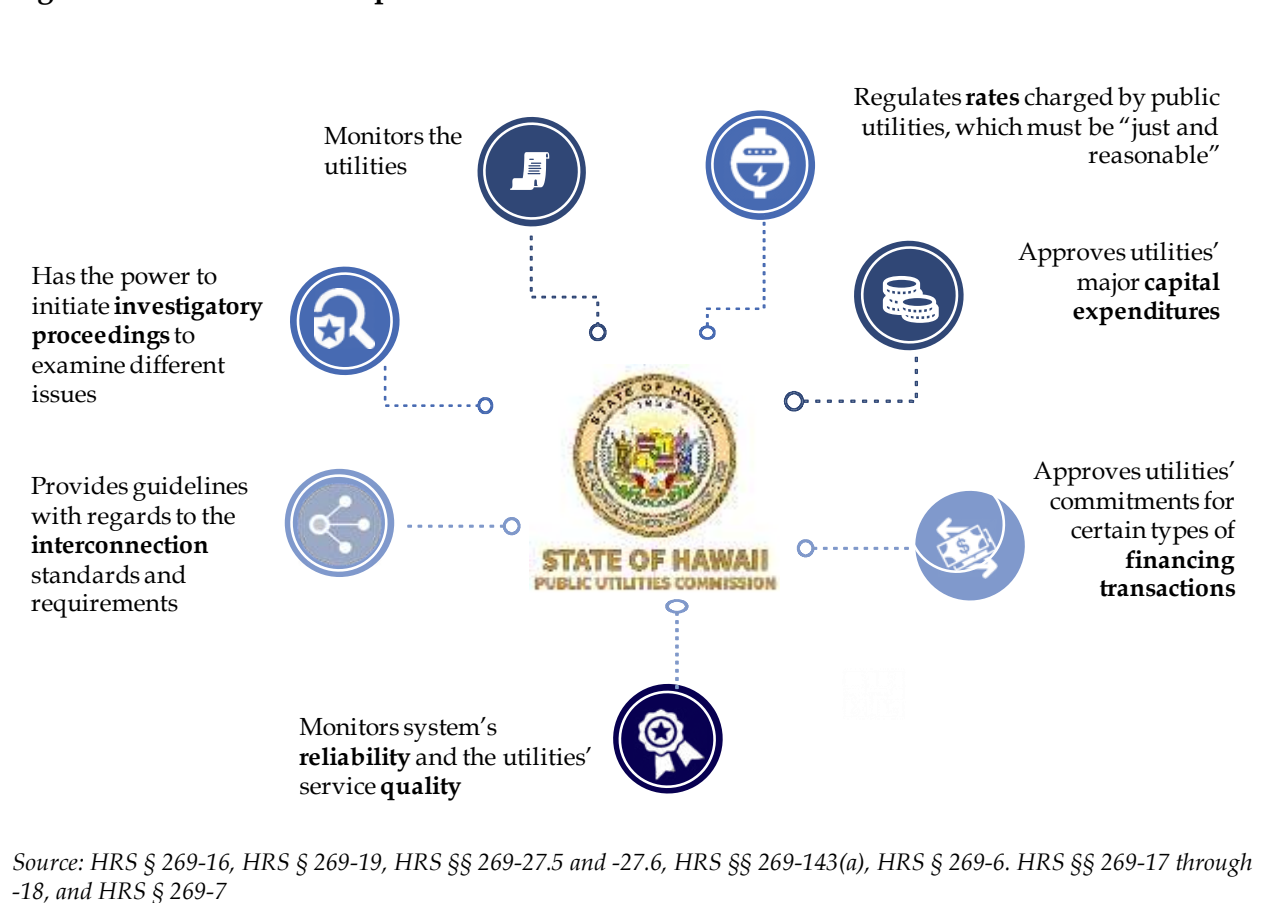 Regulates rates charged by public
utilities, which must be “just and
reasonable”
Monitors the
utilities
Approves utilities’
major capital
expenditures
Has the power to
initiate investigatory
proceedings to
examine different
issues
STATE OF HAWAII
1959
Approves utilities’
commitments for
certain types of
financing
transactions
Provides guidelines
with regards to the
interconnection
standards and
requirements
STATE OF HAWAII
PUBLIC UTILITIES COMMISSION
Monitors system’s
reliability and the utilities’
service quality
Source: HRS § 269-16, HRS § 269-19, HRS §§ 269-27.5 and -27.6, HRS §§ 269-143(a), HRS § 269-6. HRS §§ 269-17 through
-18, and HRS § 269-7